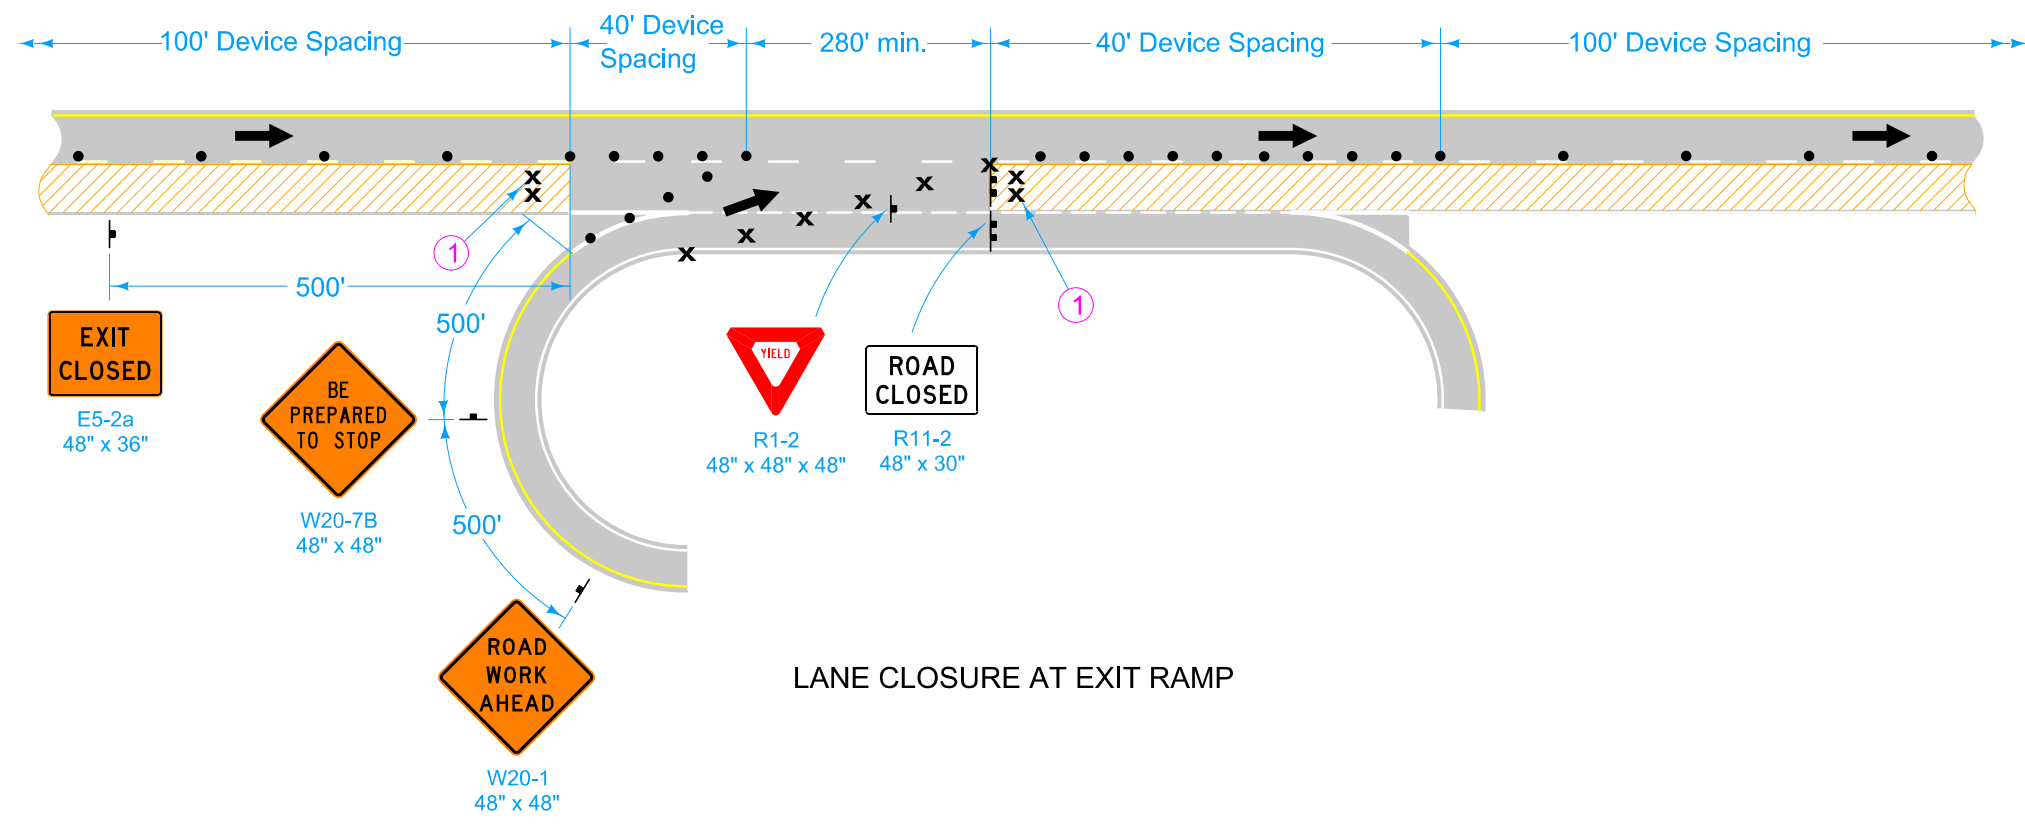 100' Device Spacing
40' Device
Spacing
280' min.
40' Device Spacing
100' Device Spacing
1
500'
500'
1
EXIT
CLOSED
E5-2a
48" x 36"
BE
PREPARED
TO STOP
W20-7B
48" x 48"
YIELD
R1-2
48" x 48" x 48"
ROAD
CLOSED
R11-2
48" x 30"
500'
ROAD
WORK
AHEAD
W20-1
48" x 48"
LANE CLOSURE AT EXIT RAMP